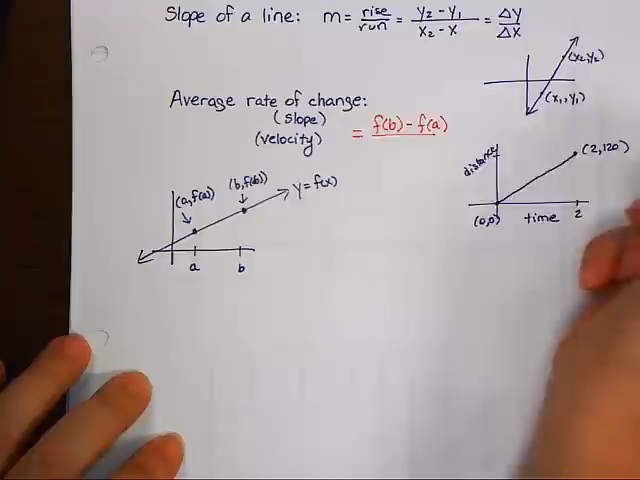 Slope of a line: m = rise/run = y₂ - y₁/x₂ - x = Δy/Δx
(x₂, y₂)
(x₁, y₁)
Average rate of change:
(slope)
(velocity) = f(b) - f(a)
distance
(2, 120)
(0,0) time 2
(a, f(a)) (b, f(b)) y = f(x)
a b